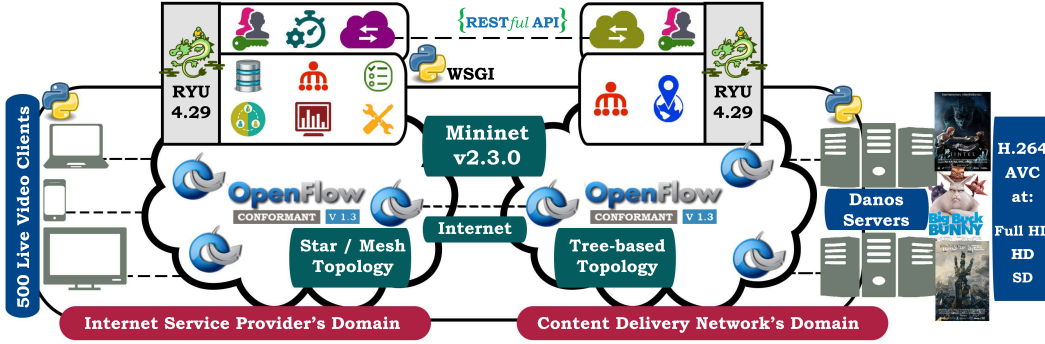 {RESTful API}
RYU
4.29
WSGI
RYU
4.29
500 Live Video Clients
Mininet
v2.3.0
OpenFlow
CONFORMANT V 1.3
OpenFlow
CONFORMANT V 1.3
Internet
Star / Mesh
Topology
Tree-based
Topology
Danos
Servers
BIG BUCK
BUNNY
H.264
AVC
at:
Full HD
HD
SD
Internet Service Provider's Domain
Content Delivery Network's Domain